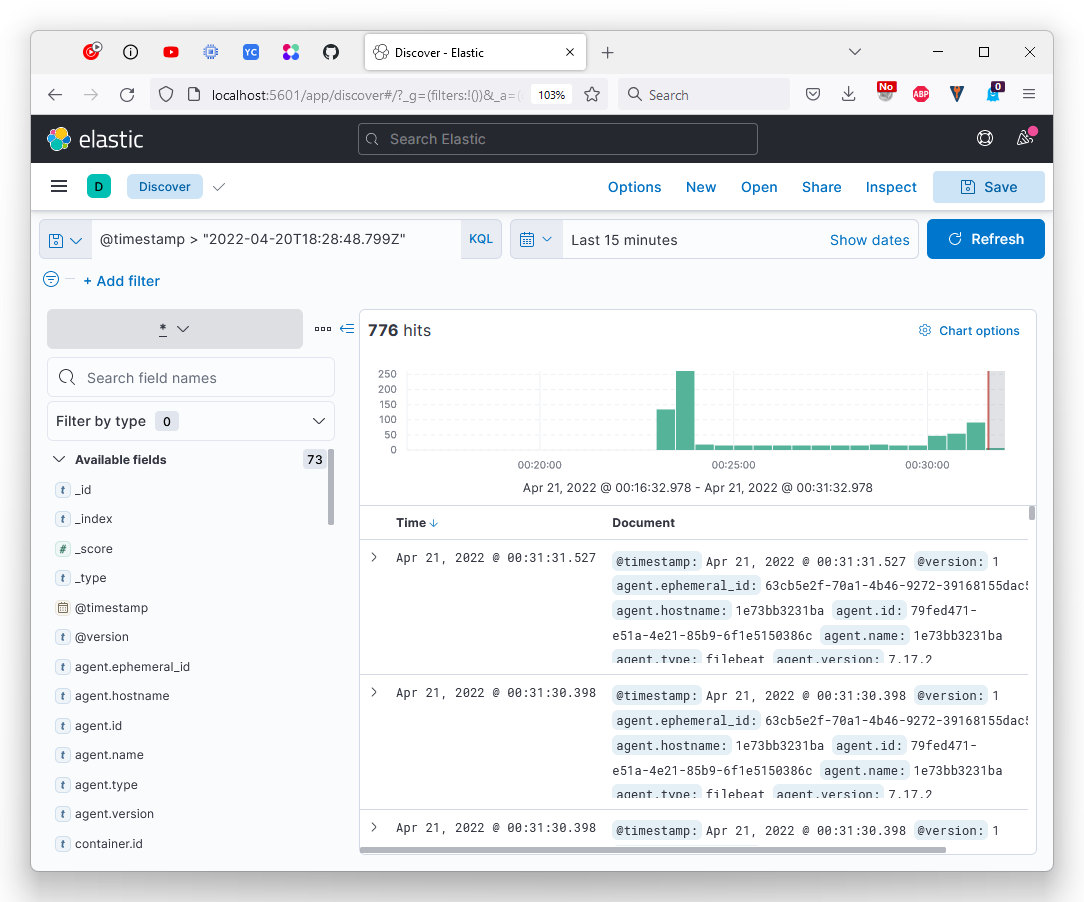 YC
Discover - Elastic
localhost:5601/app/discover#/?_g=(filters:!())&_a=(
103%
Search
No
ABP
0
elastic
Search Elastic
D
Discover
Options
New
Open
Share
Inspect
Save
@timestamp > "2022-04-20T18:28:48.799Z"
KQL
Last 15 minutes
Show dates
Refresh
+ Add filter
*
776 hits
Chart options
Search field names
Filter by type 0
Available fields 73
t _id
t _index
# _score
t _type
@timestamp
t @version
t agent.ephemeral_id
t agent.hostname
t agent.id
t agent.name
t agent.type
t agent.version
t container.id
250
200
150
100
50
0
00:20:00
00:25:00
00:30:00
Apr 21, 2022 @ 00:16:32.978 - Apr 21, 2022 @ 00:31:32.978
Time
Document
Apr 21, 2022 @ 00:31:31.527
@timestamp: Apr 21, 2022 @ 00:31:31.527 @version: 1
agent.ephemeral_id: 63cb5e2f-70a1-4b46-9272-39168155dac5
agent.hostname: 1e73bb3231ba agent.id: 79fed471-
e51a-4e21-85b9-6f1e5150386c agent.name: 1e73bb3231ba
agent.type: filebeat agent.version: 7.17.2
Apr 21, 2022 @ 00:31:30.398
@timestamp: Apr 21, 2022 @ 00:31:30.398 @version: 1
agent.ephemeral_id: 63cb5e2f-70a1-4b46-9272-39168155dac5
agent.hostname: 1e73bb3231ba agent.id: 79fed471-
e51a-4e21-85b9-6f1e5150386c agent.name: 1e73bb3231ba
agent.type: filebeat agent.version: 7.17.2
Apr 21, 2022 @ 00:31:30.398
@timestamp: Apr 21, 2022 @ 00:31:30.398 @version: 1